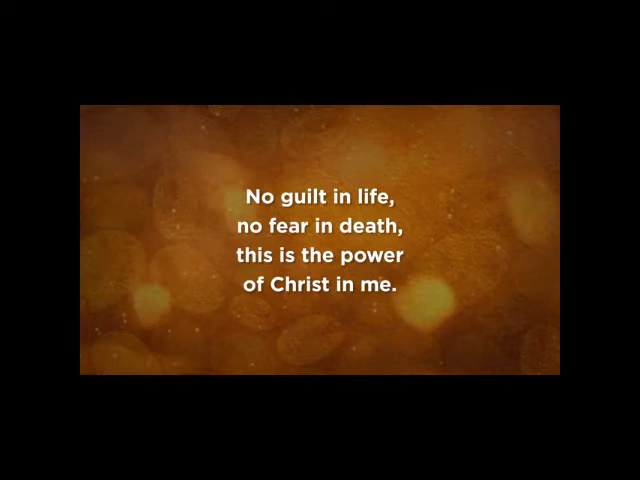 No guilt in life,
no fear in death,
this is the power
of Christ in me.